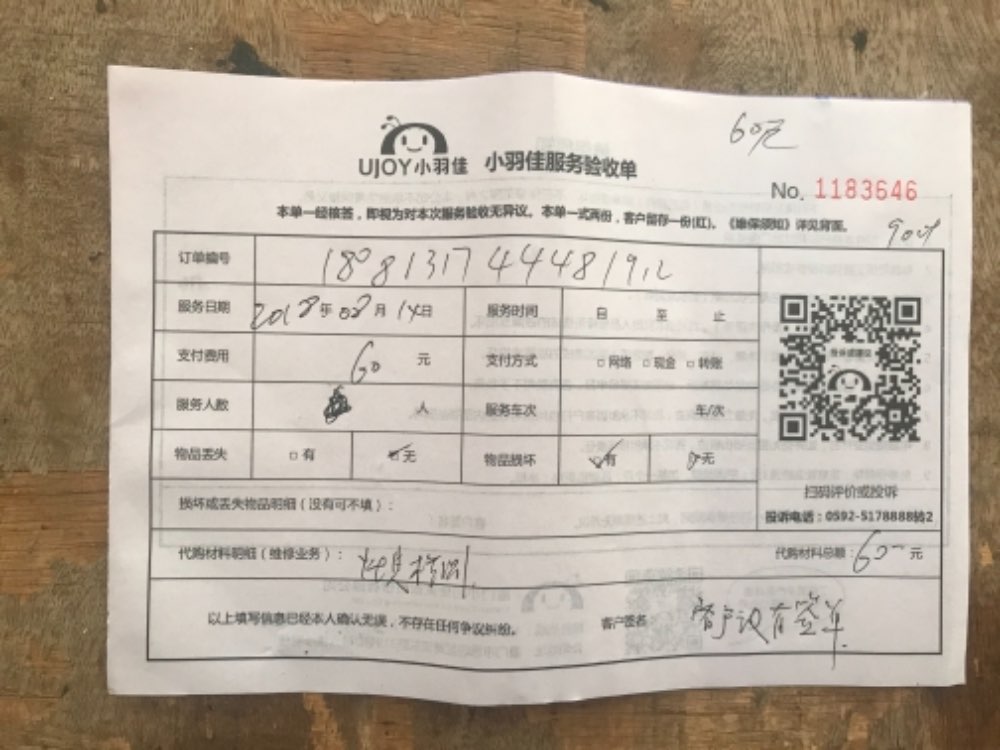 60元
UJOY小羽佳 小羽佳服务验收单
No. 1183646
本单一经核签，即视为对本次服务验收无异议。本单一式两份，客户留存一份(红)。《维保须知》详见背面。
订单编号 180813174448192
服务日期 2018年08月14日 服务时间 日 至 止
支付费用 60 元 支付方式 □网络 □现金 □转账
服务人数 人 服务车次 车/次
物品丢失 □有 □无 物品损坏 □有 □无
扫码评价或投诉
损坏或丢失物品明细（没有可不填）：
投诉电话：0592-5178888转2
代购材料明细（维修业务）： 代购材料总额：60 元
以上填写信息已经本人确认无误，不存在任何争议纠纷。 客户签名 客户没有签单